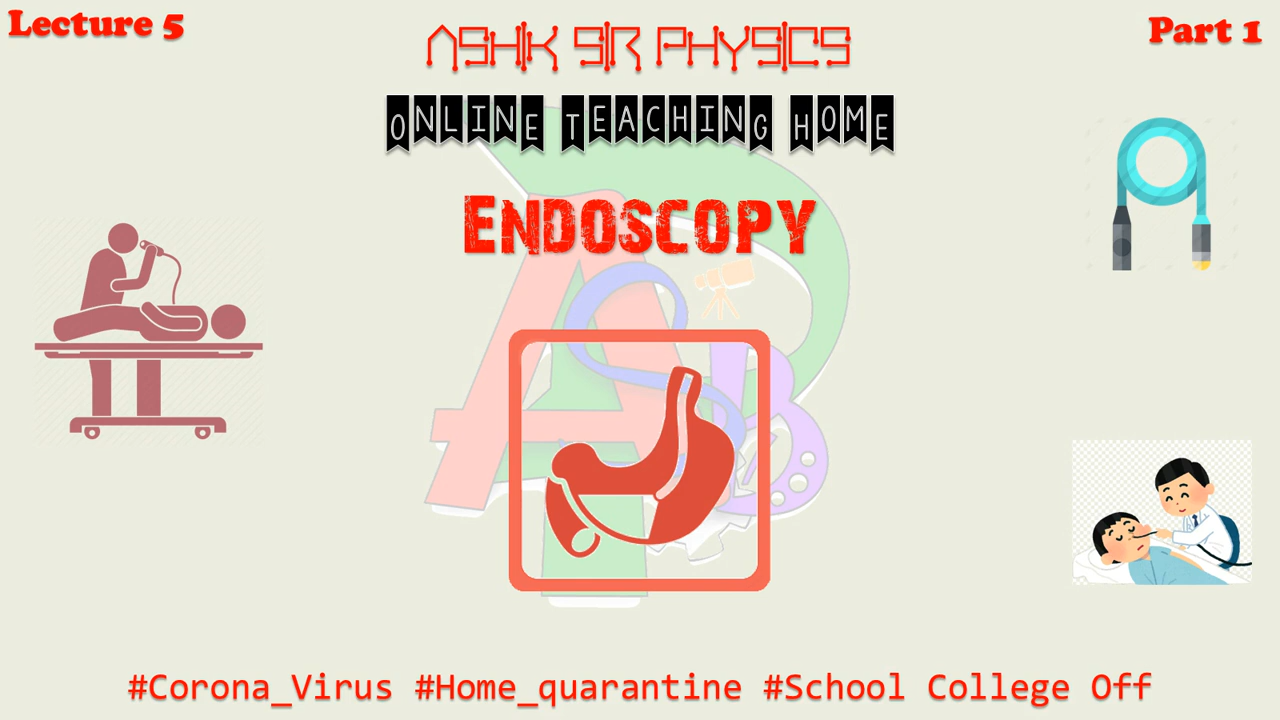 Lecture 5
Part 1
ASHIK SIR PHYSICS
ONLINE TEACHING HOME
ENDOSCOPY
#Corona_Virus #Home_quarantine #School College Off